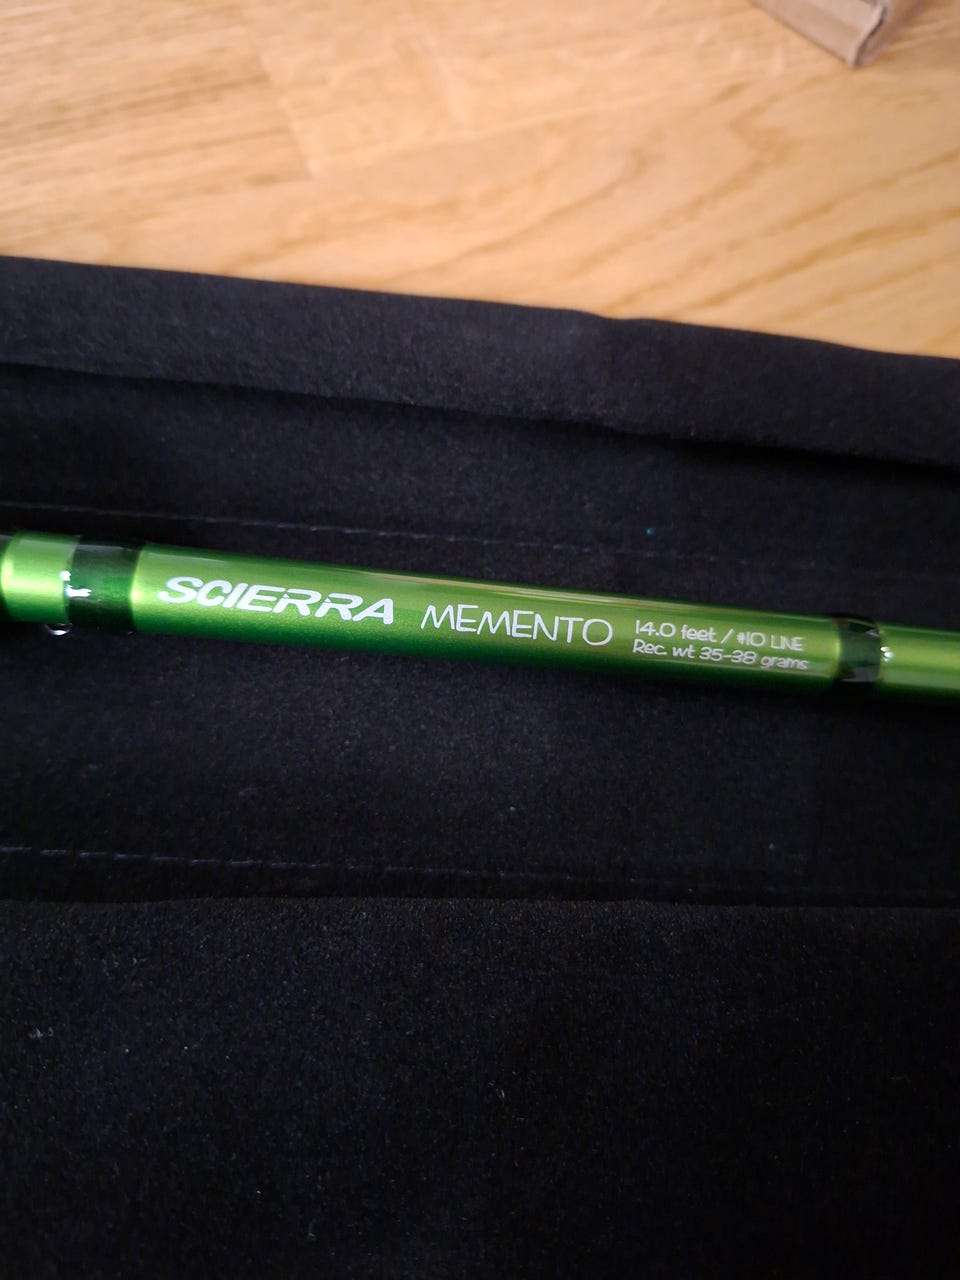 SCIERRA MEMENTO
14.0 feet / #10 LINE
Rec. wt 35-38 grams